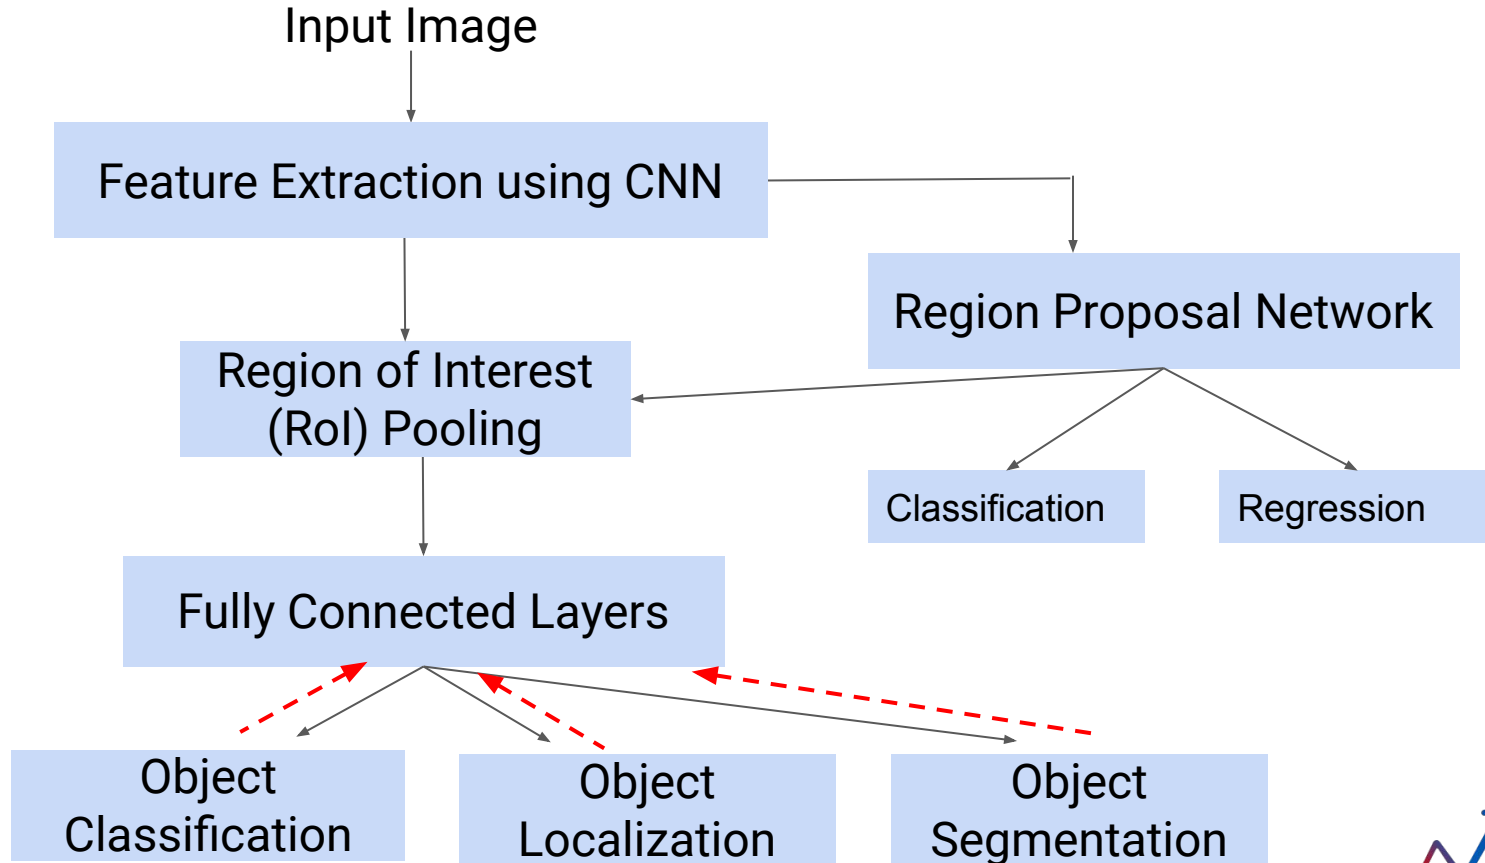 Input Image
Feature Extraction using CNN
Region Proposal Network
Region of Interest
(RoI) Pooling
Classification
Regression
Fully Connected Layers
Object
Classification
Object
Localization
Object
Segmentation